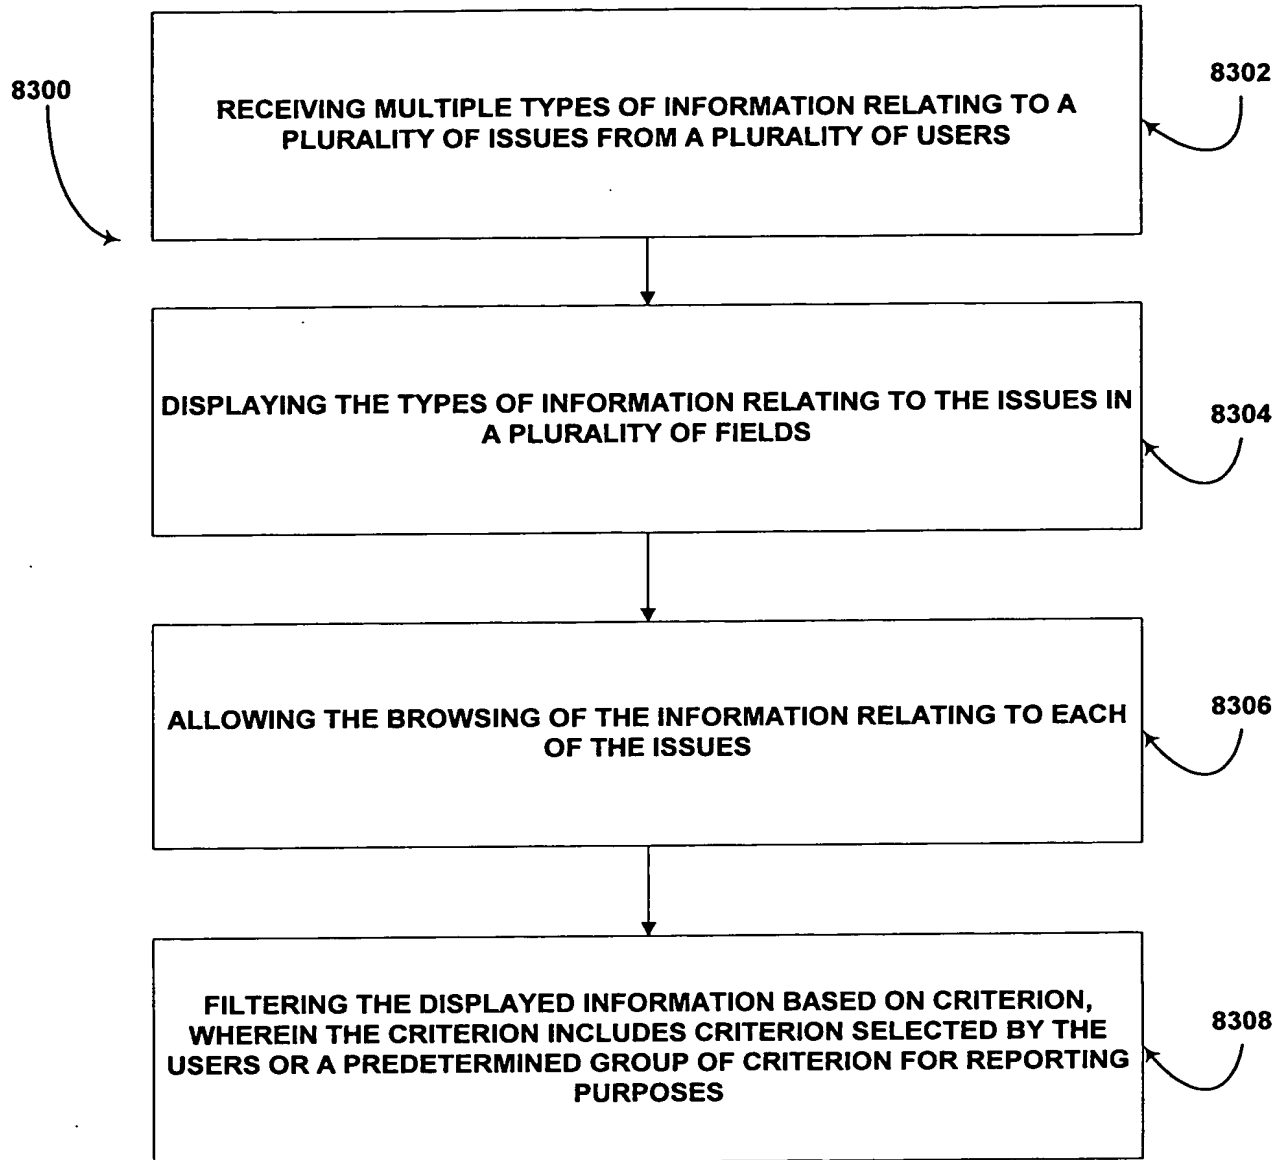 8300
8302
RECEIVING MULTIPLE TYPES OF INFORMATION RELATING TO A
PLURALITY OF ISSUES FROM A PLURALITY OF USERS
8304
DISPLAYING THE TYPES OF INFORMATION RELATING TO THE ISSUES IN
A PLURALITY OF FIELDS
8306
ALLOWING THE BROWSING OF THE INFORMATION RELATING TO EACH
OF THE ISSUES
8308
FILTERING THE DISPLAYED INFORMATION BASED ON CRITERION,
WHEREIN THE CRITERION INCLUDES CRITERION SELECTED BY THE
USERS OR A PREDETERMINED GROUP OF CRITERION FOR REPORTING
PURPOSES